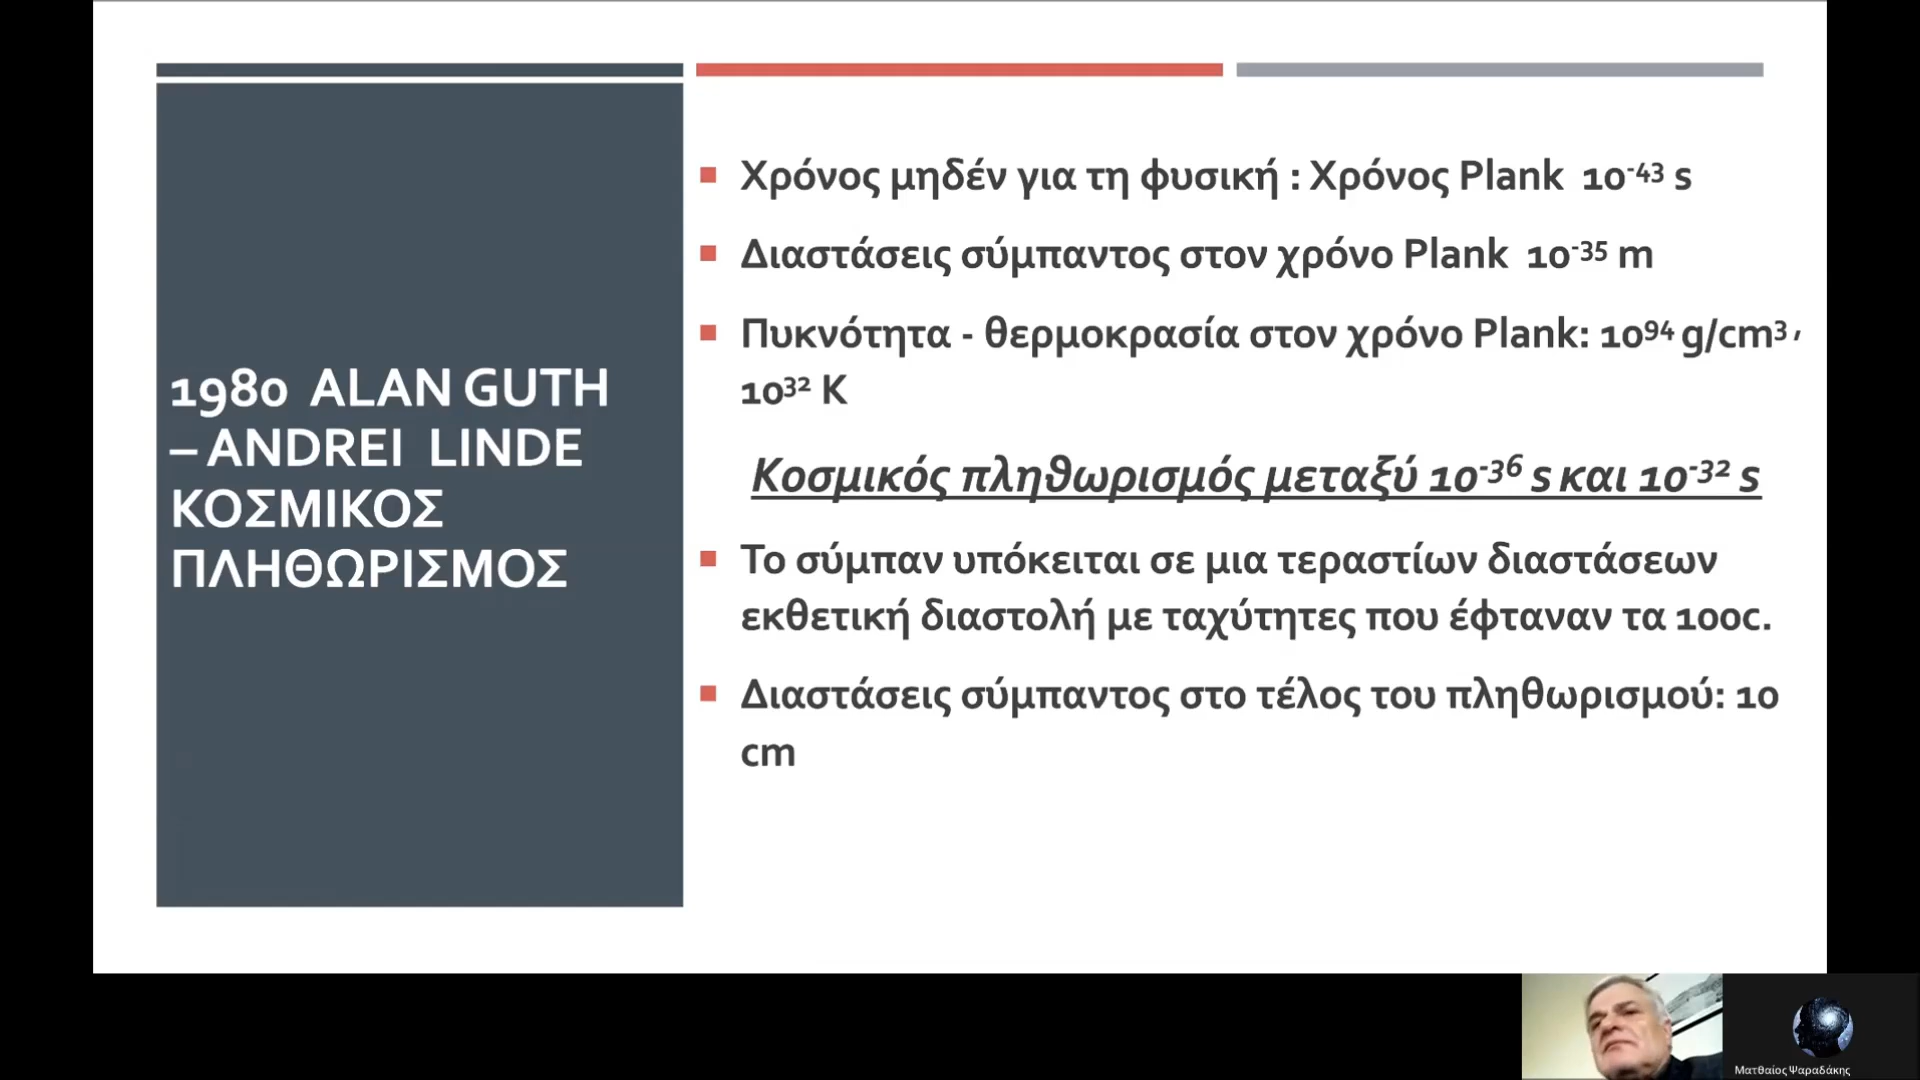 1980 ALAN GUTH
– ANDREI LINDE
ΚΟΣΜΙΚΟΣ
ΠΛΗΘΩΡΙΣΜΟΣ
Χρόνος μηδέν για τη φυσική : Χρόνος Plank 10⁻⁴³ s
Διαστάσεις σύμπαντος στον χρόνο Plank 10⁻³⁵ m
Πυκνότητα - θερμοκρασία στον χρόνο Plank: 10⁹⁴ g/cm³ ,
10³² K
Κοσμικός πληθωρισμός μεταξύ 10⁻³⁶ s και 10⁻³² s
Το σύμπαν υπόκειται σε μια τεραστίων διαστάσεων
εκθετική διαστολή με ταχύτητες που έφταναν τα 100c.
Διαστάσεις σύμπαντος στο τέλος του πληθωρισμού: 10
cm
Ματθαίος Ψαραδάκης